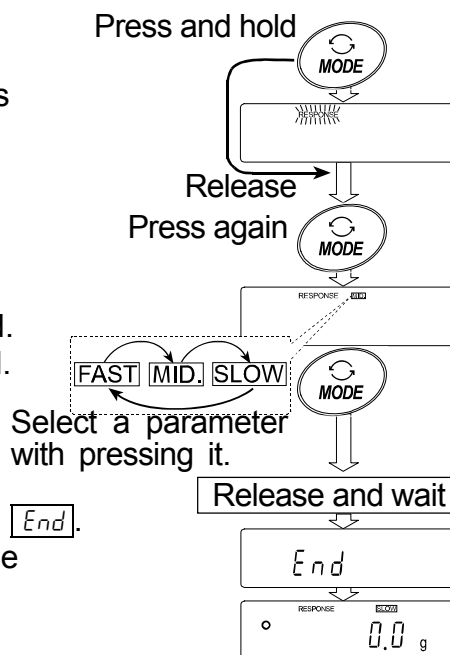 Press and hold
MODE
s
RESPONSE
Release
Press again
MODE
RESPONSE MID.
l.
l.
FAST MID. SLOW
MODE
Select a parameter
with pressing it.
Release and wait
End.
e
End
RESPONSE SLOW
0.0 g